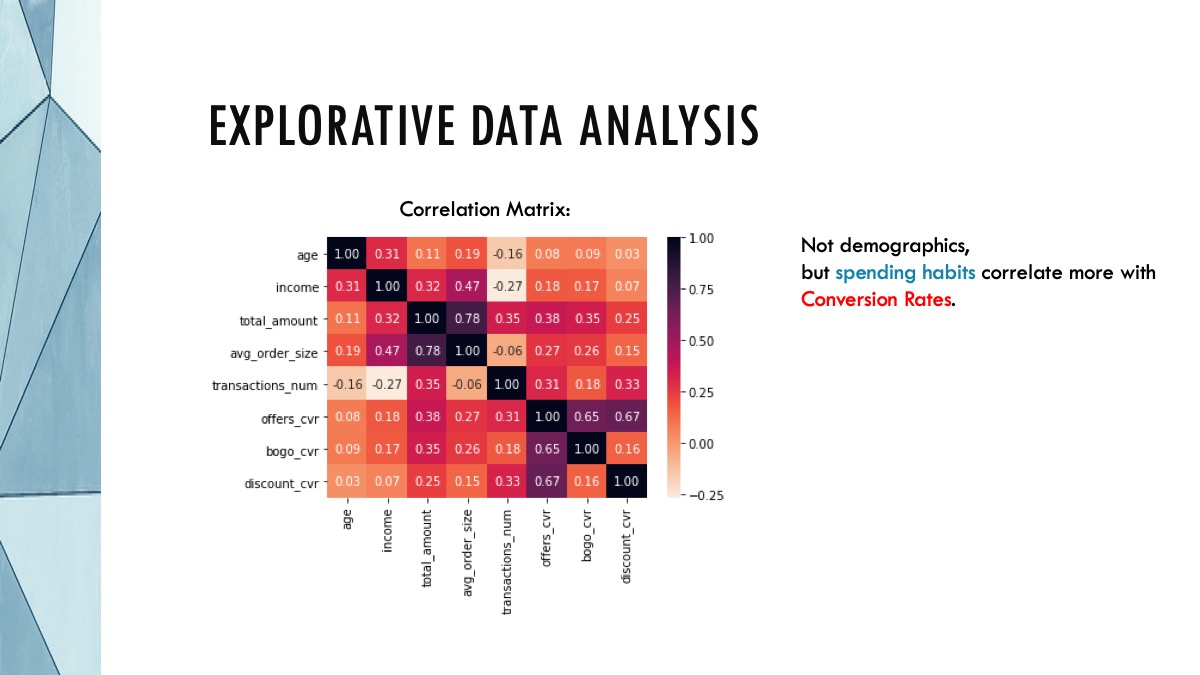 EXPLORATIVE DATA ANALYSIS
Correlation Matrix:
age 1.00 0.31 0.11 0.19 -0.16 0.08 0.09 0.03
income 0.31 1.00 0.32 0.47 -0.27 0.18 0.17 0.07
total_amount 0.11 0.32 1.00 0.78 0.35 0.38 0.35 0.25
avg_order_size 0.19 0.47 0.78 1.00 -0.06 0.27 0.26 0.15
transactions_num -0.16 -0.27 0.35 -0.06 1.00 0.31 0.18 0.33
offers_cvr 0.08 0.18 0.38 0.27 0.31 1.00 0.65 0.67
bogo_cvr 0.09 0.17 0.35 0.26 0.18 0.65 1.00 0.16
discount_cvr 0.03 0.07 0.25 0.15 0.33 0.67 0.16 1.00
age
income
total_amount
avg_order_size
transactions_num
offers_cvr
bogo_cvr
discount_cvr
1.00
0.75
0.50
0.25
0.00
−0.25
Not demographics,
but spending habits correlate more with
Conversion Rates.